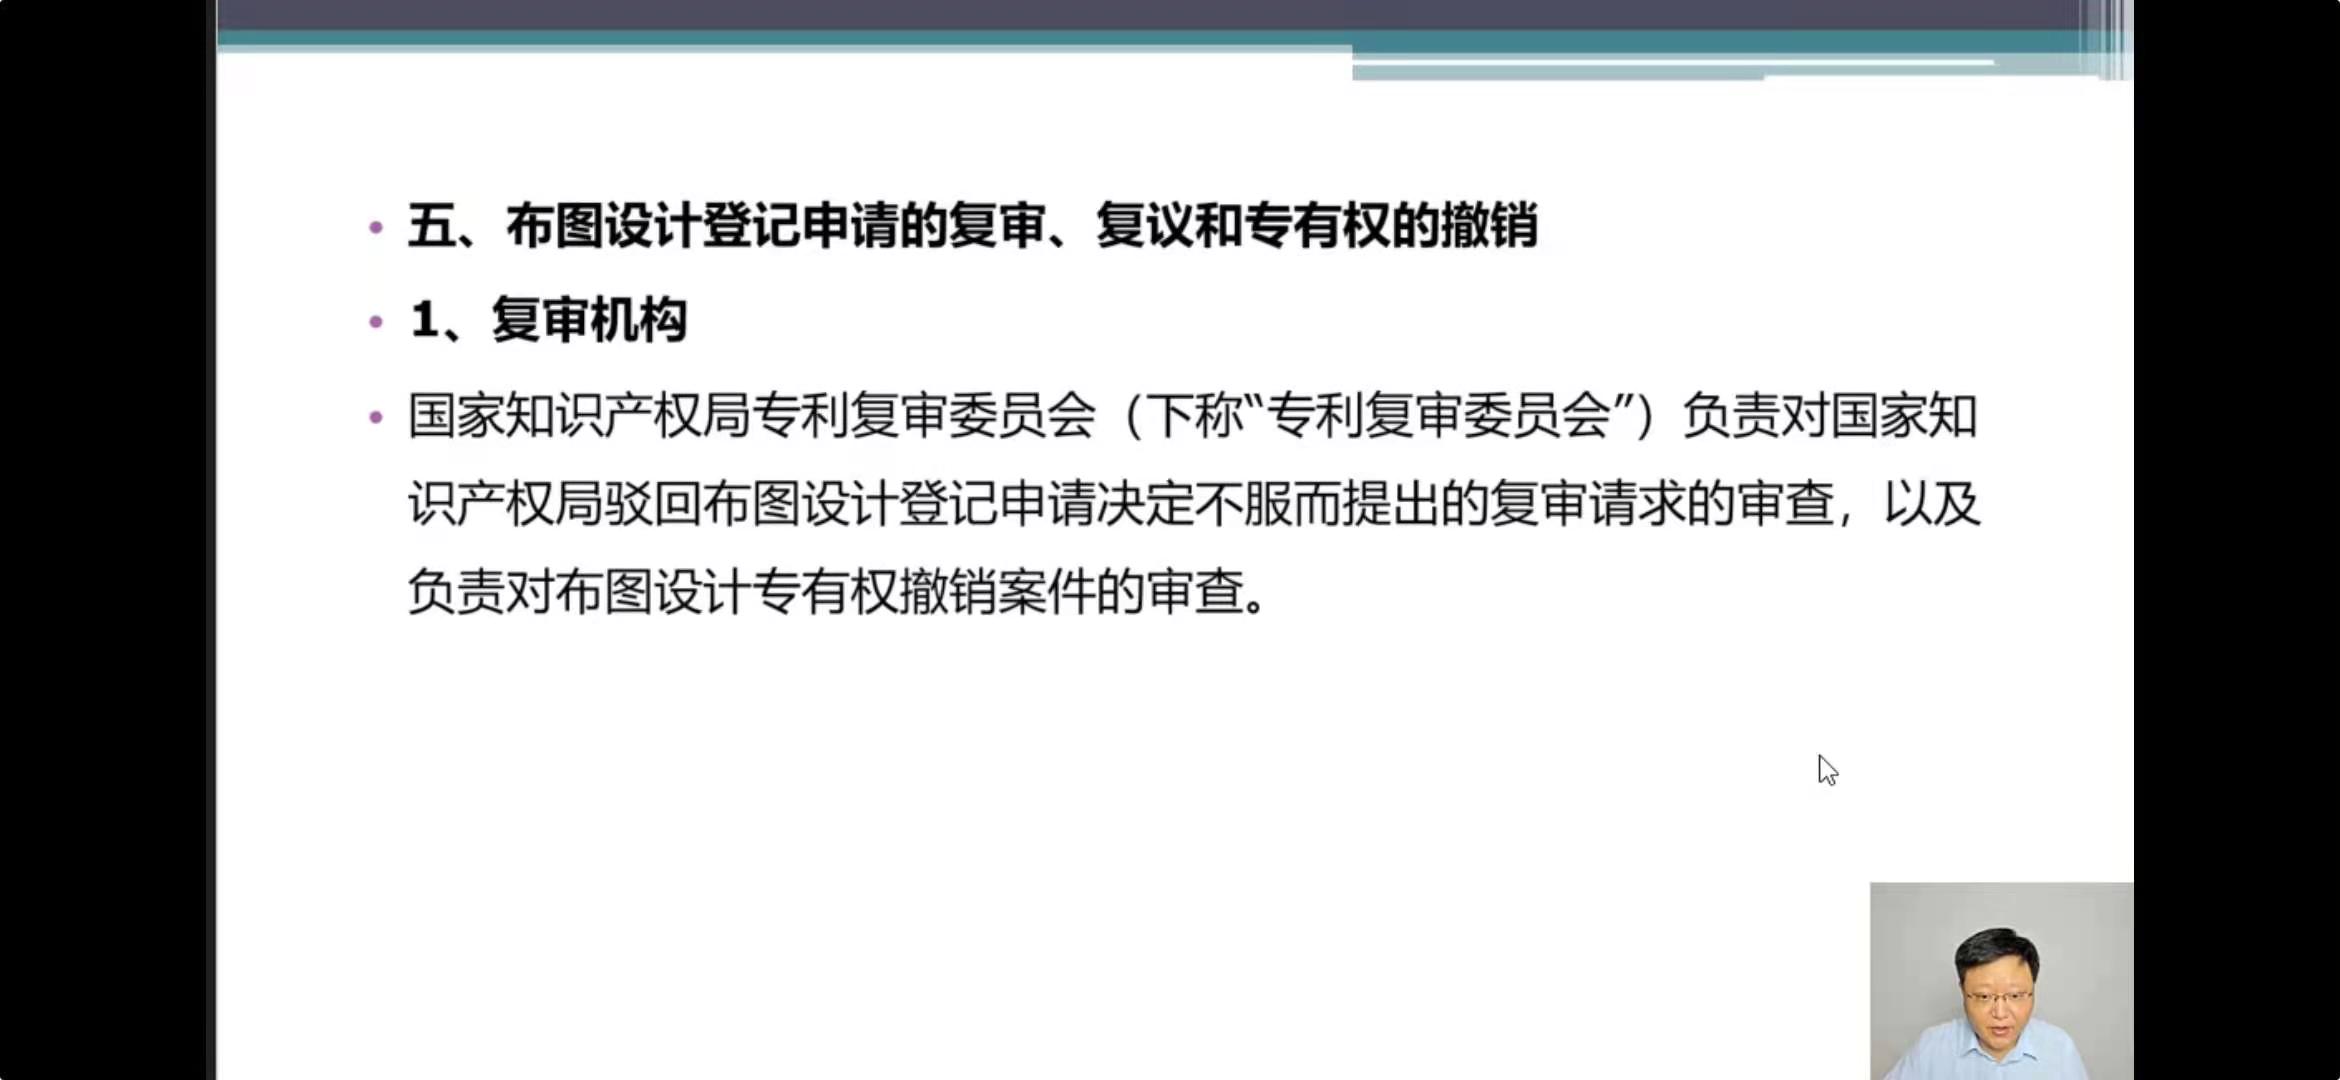 五、布图设计登记申请的复审、复议和专有权的撤销
1、复审机构
国家知识产权局专利复审委员会（下称“专利复审委员会”）负责对国家知
识产权局驳回布图设计登记申请决定不服而提出的复审请求的审查，以及
负责对布图设计专有权撤销案件的审查。